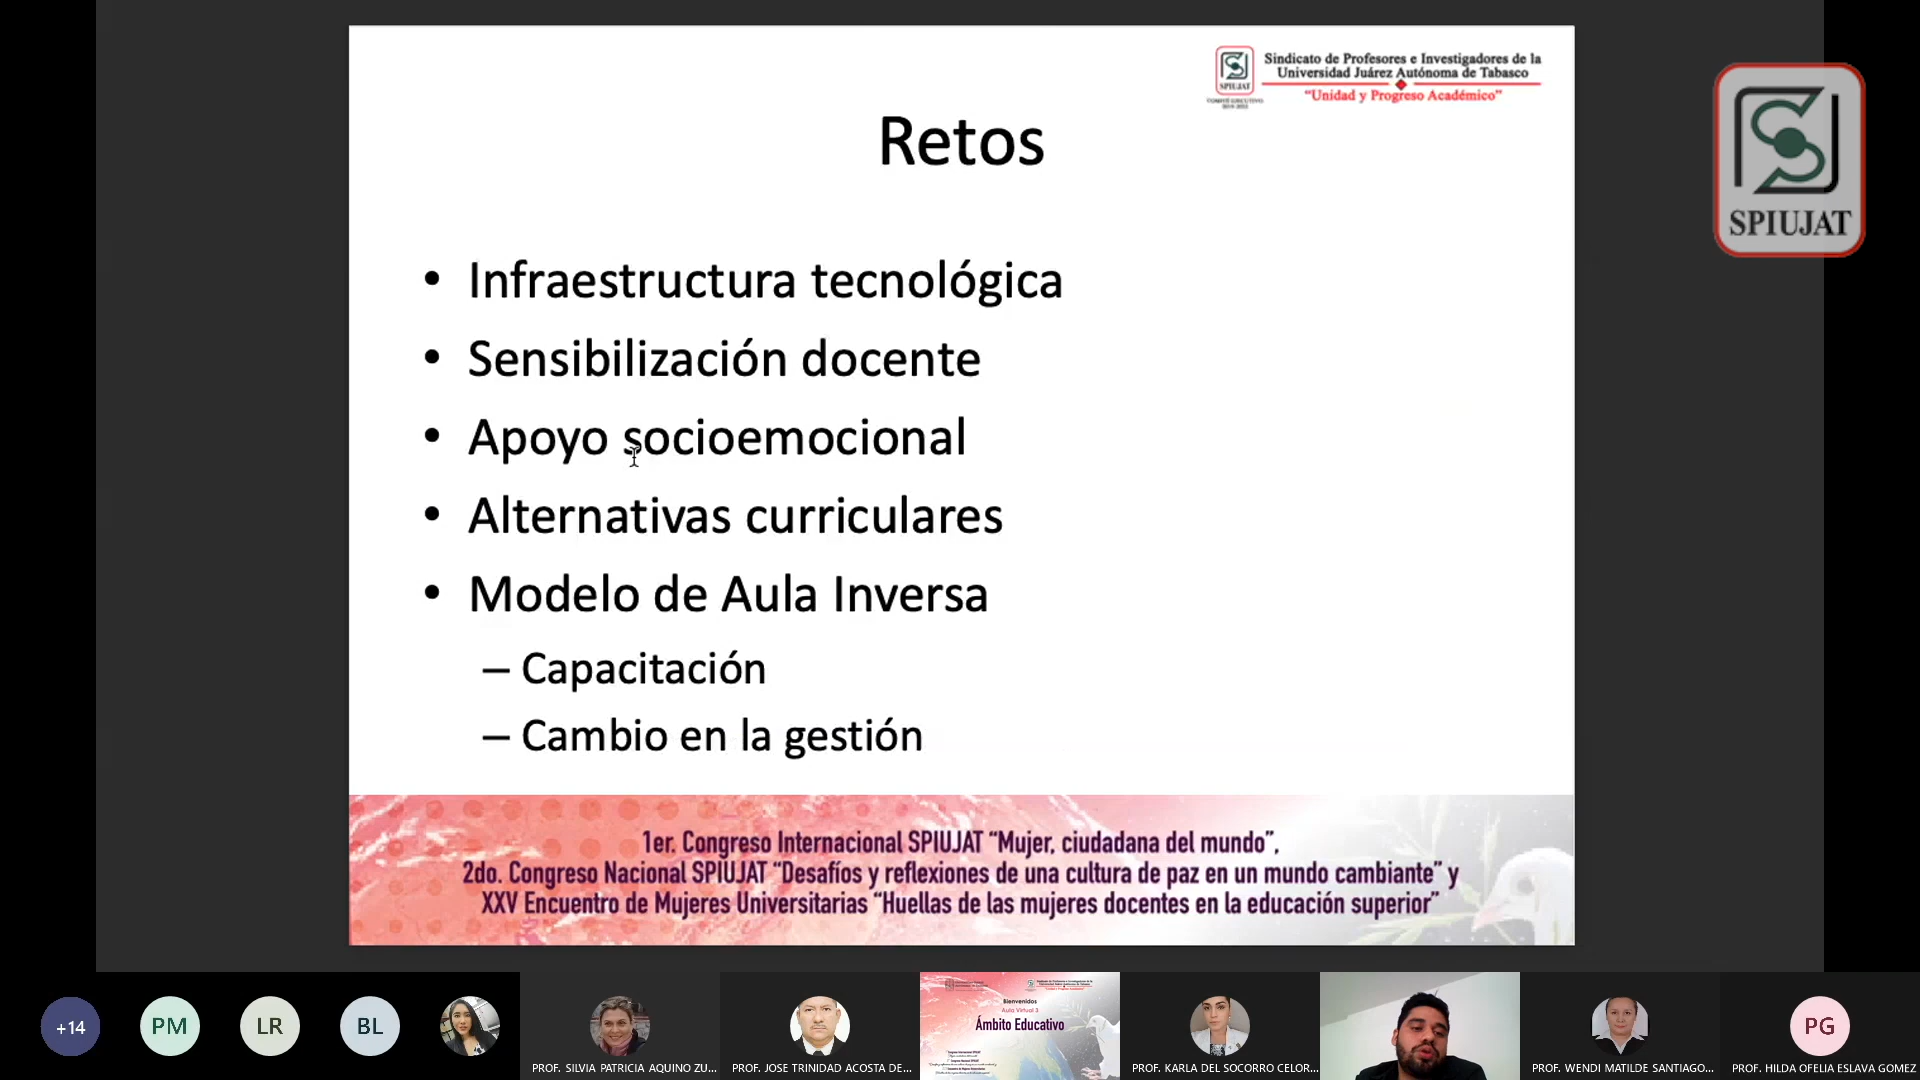 Sindicato de Profesores e Investigadores de la
Universidad Juárez Autónoma de Tabasco
"Unidad y Progreso Académico"
SPIUJAT
COMITÉ EJECUTIVO
SPIUJAT
Retos
• Infraestructura tecnológica
• Sensibilización docente
• Apoyo socioemocional
• Alternativas curriculares
• Modelo de Aula Inversa
– Capacitación
– Cambio en la gestión
1er. Congreso Internacional SPIUJAT “Mujer, ciudadana del mundo”,
2do. Congreso Nacional SPIUJAT “Desafíos y reflexiones de una cultura de paz en un mundo cambiante” y
XXV Encuentro de Mujeres Universitarias “Huellas de las mujeres docentes en la educación superior”
+14
PM
LR
BL
PROF. SILVIA PATRICIA AQUINO ZU...
PROF. JOSE TRINIDAD ACOSTA DE...
Bienvenidos
Aula Virtual 3
Ámbito Educativo
PROF. KARLA DEL SOCORRO CELOR...
PROF. WENDI MATILDE SANTIAGO...
PG
PROF. HILDA OFELIA ESLAVA GOMEZ